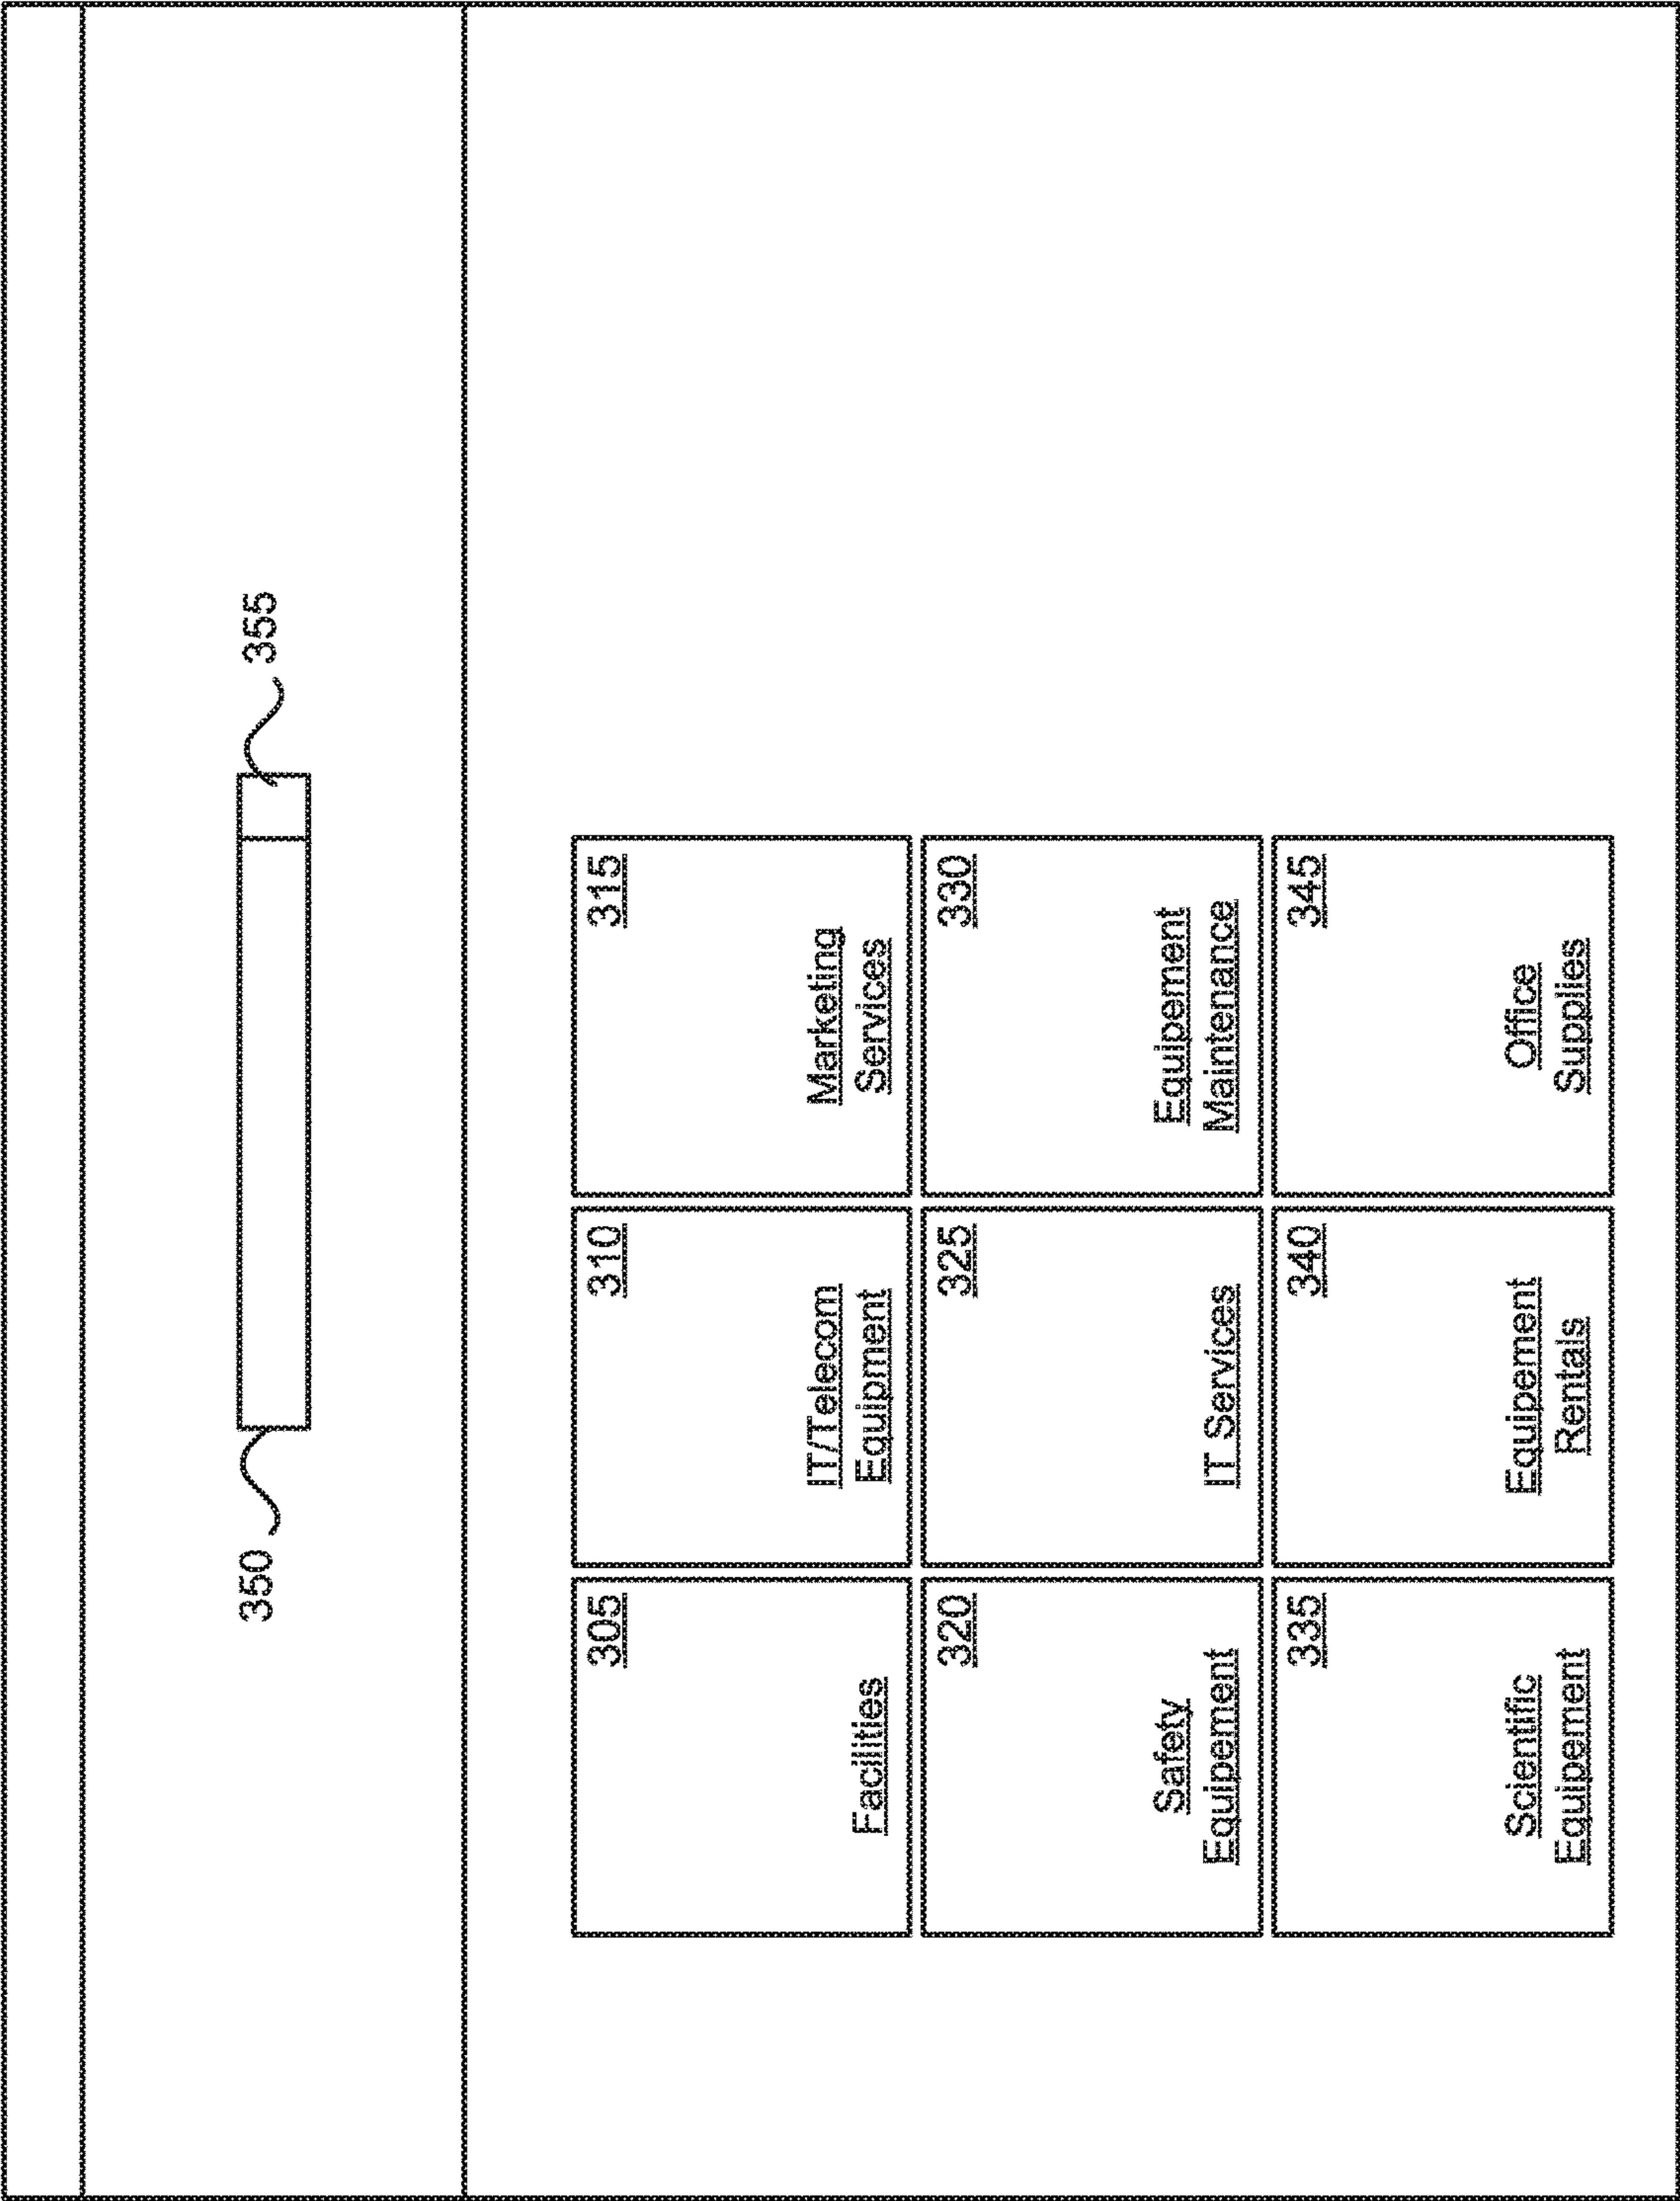 350
355
305
Facilities
310
IT/Telecom
Equipment
315
Marketing
Services
320
Safety
Equipement
325
IT Services
330
Equipement
Maintenance
335
Scientific
Equipement
340
Equipement
Rentals
345
Office
Supplies